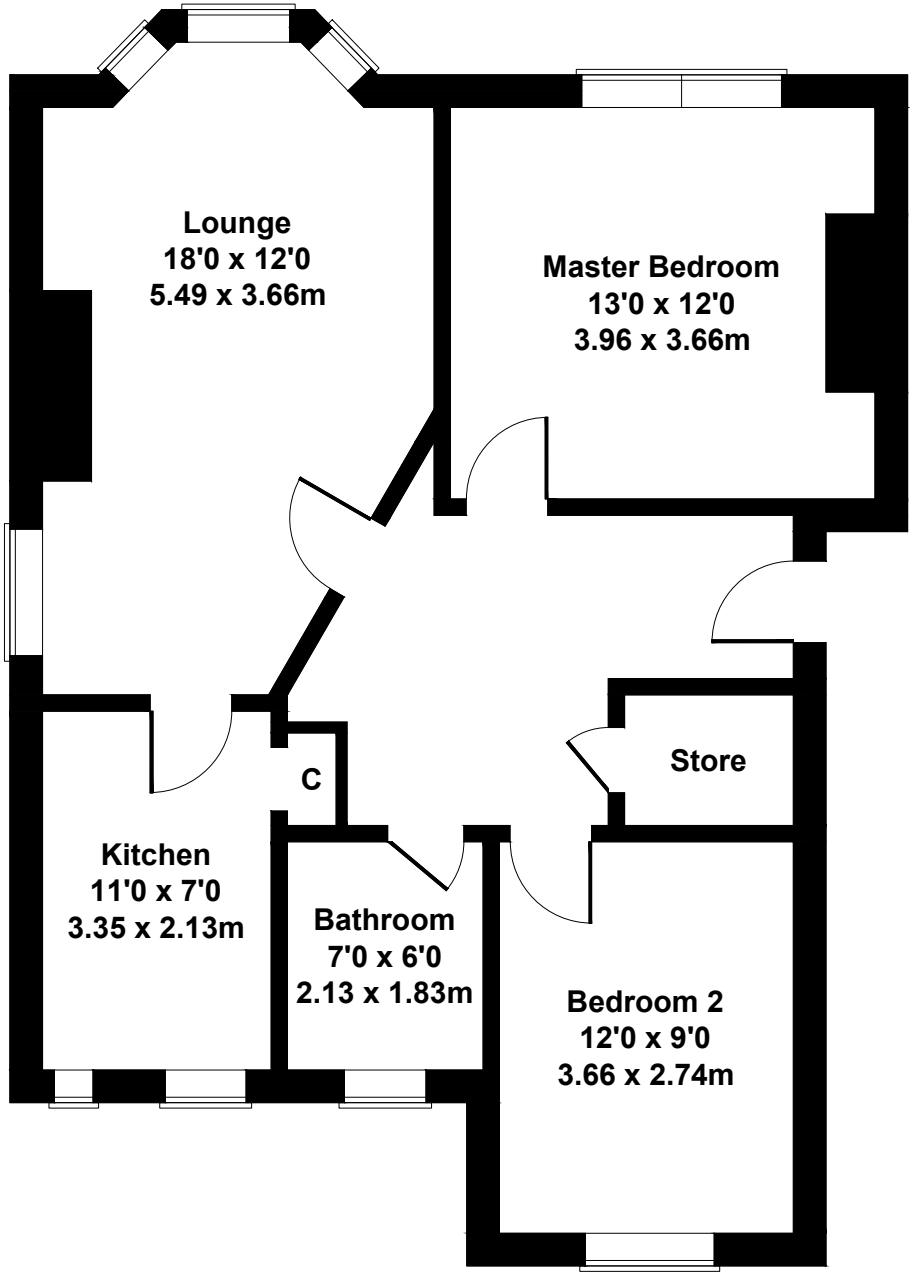 Lounge
18'0 x 12'0
5.49 x 3.66m
Master Bedroom
13'0 x 12'0
3.96 x 3.66m
Store
C
Kitchen
11'0 x 7'0
3.35 x 2.13m
Bathroom
7'0 x 6'0
2.13 x 1.83m
Bedroom 2
12'0 x 9'0
3.66 x 2.74m